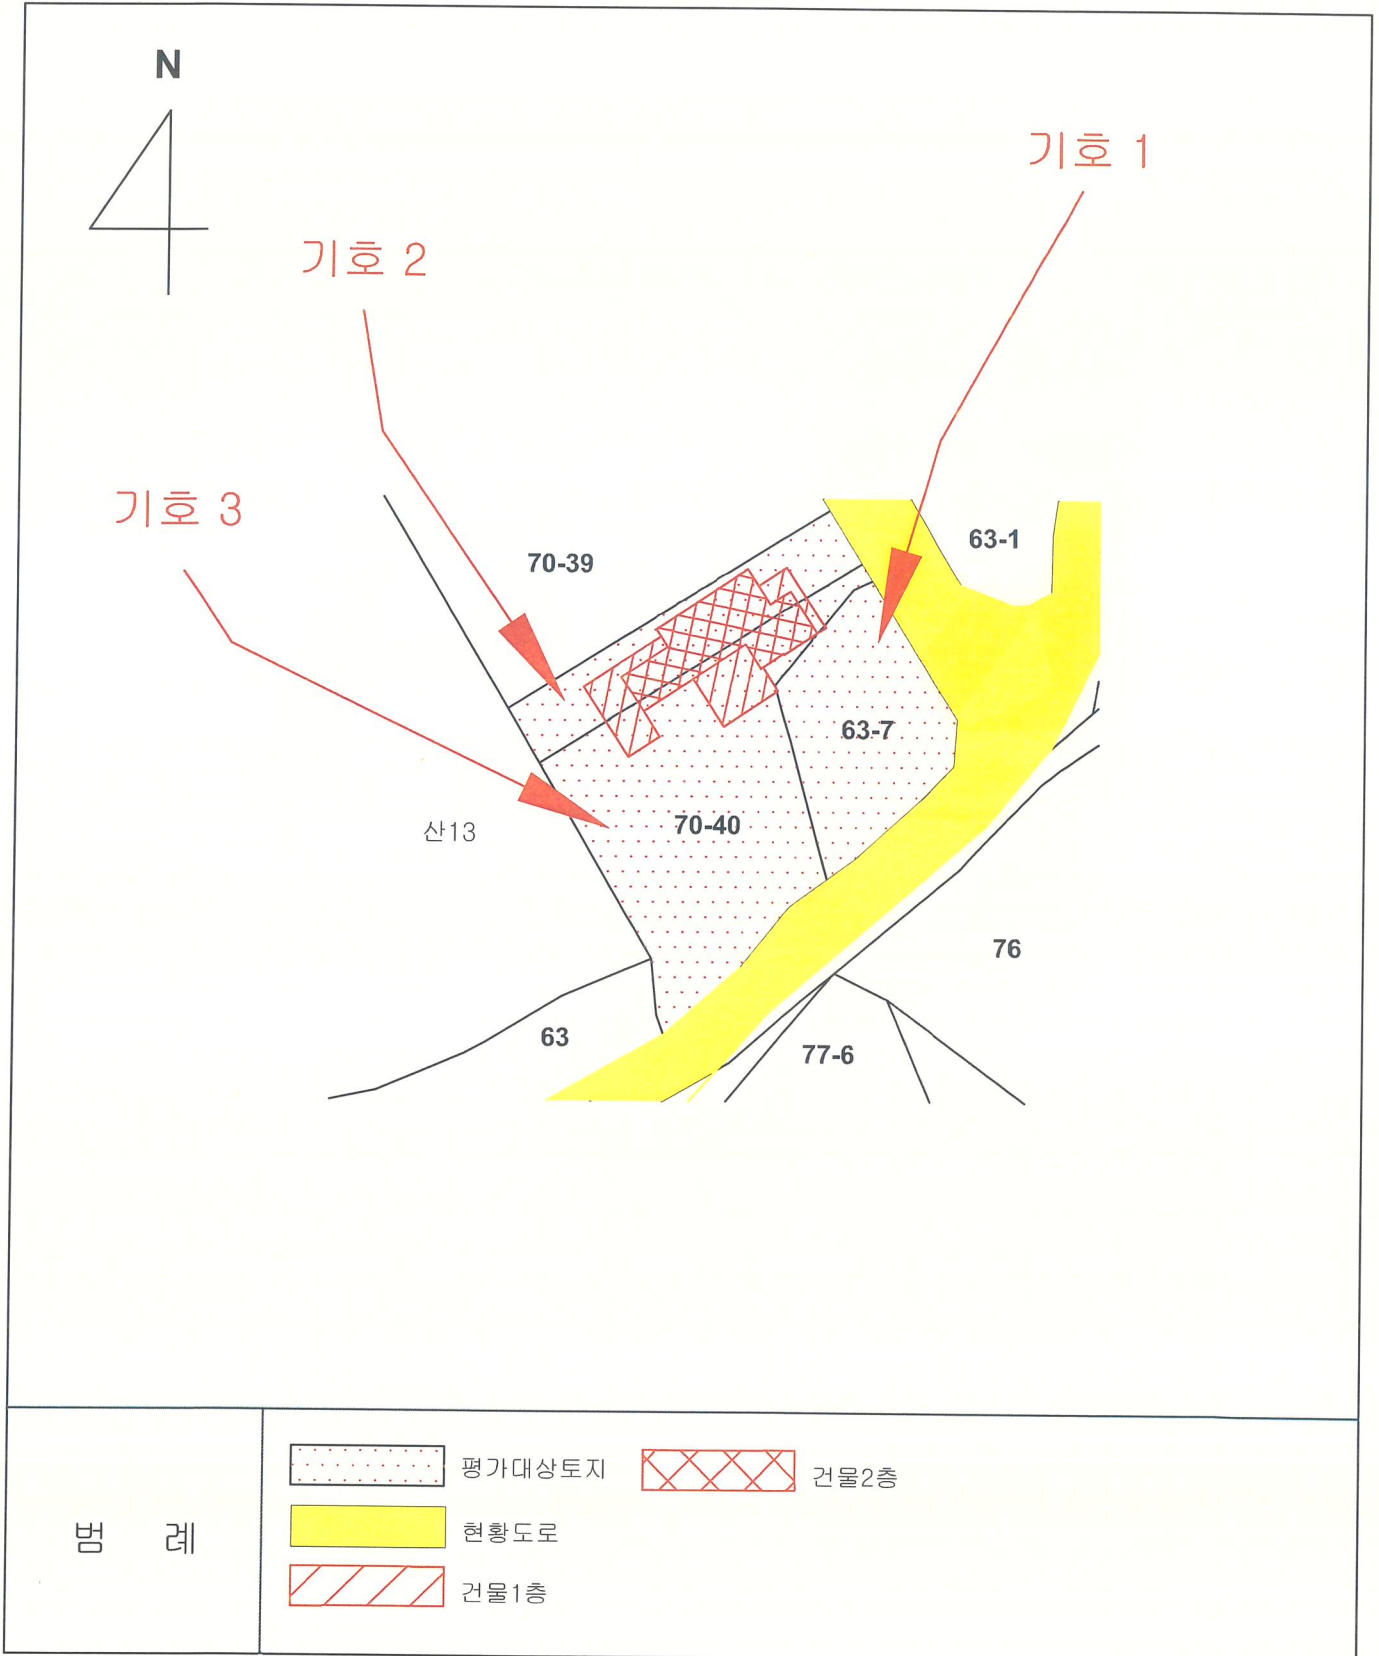 N
기호 1
기호 2
기호 3
70-39
63-1
63-7
70-40
산13
76
63
77-6
범 례
평가대상토지
건물2층
현황도로
건물1층